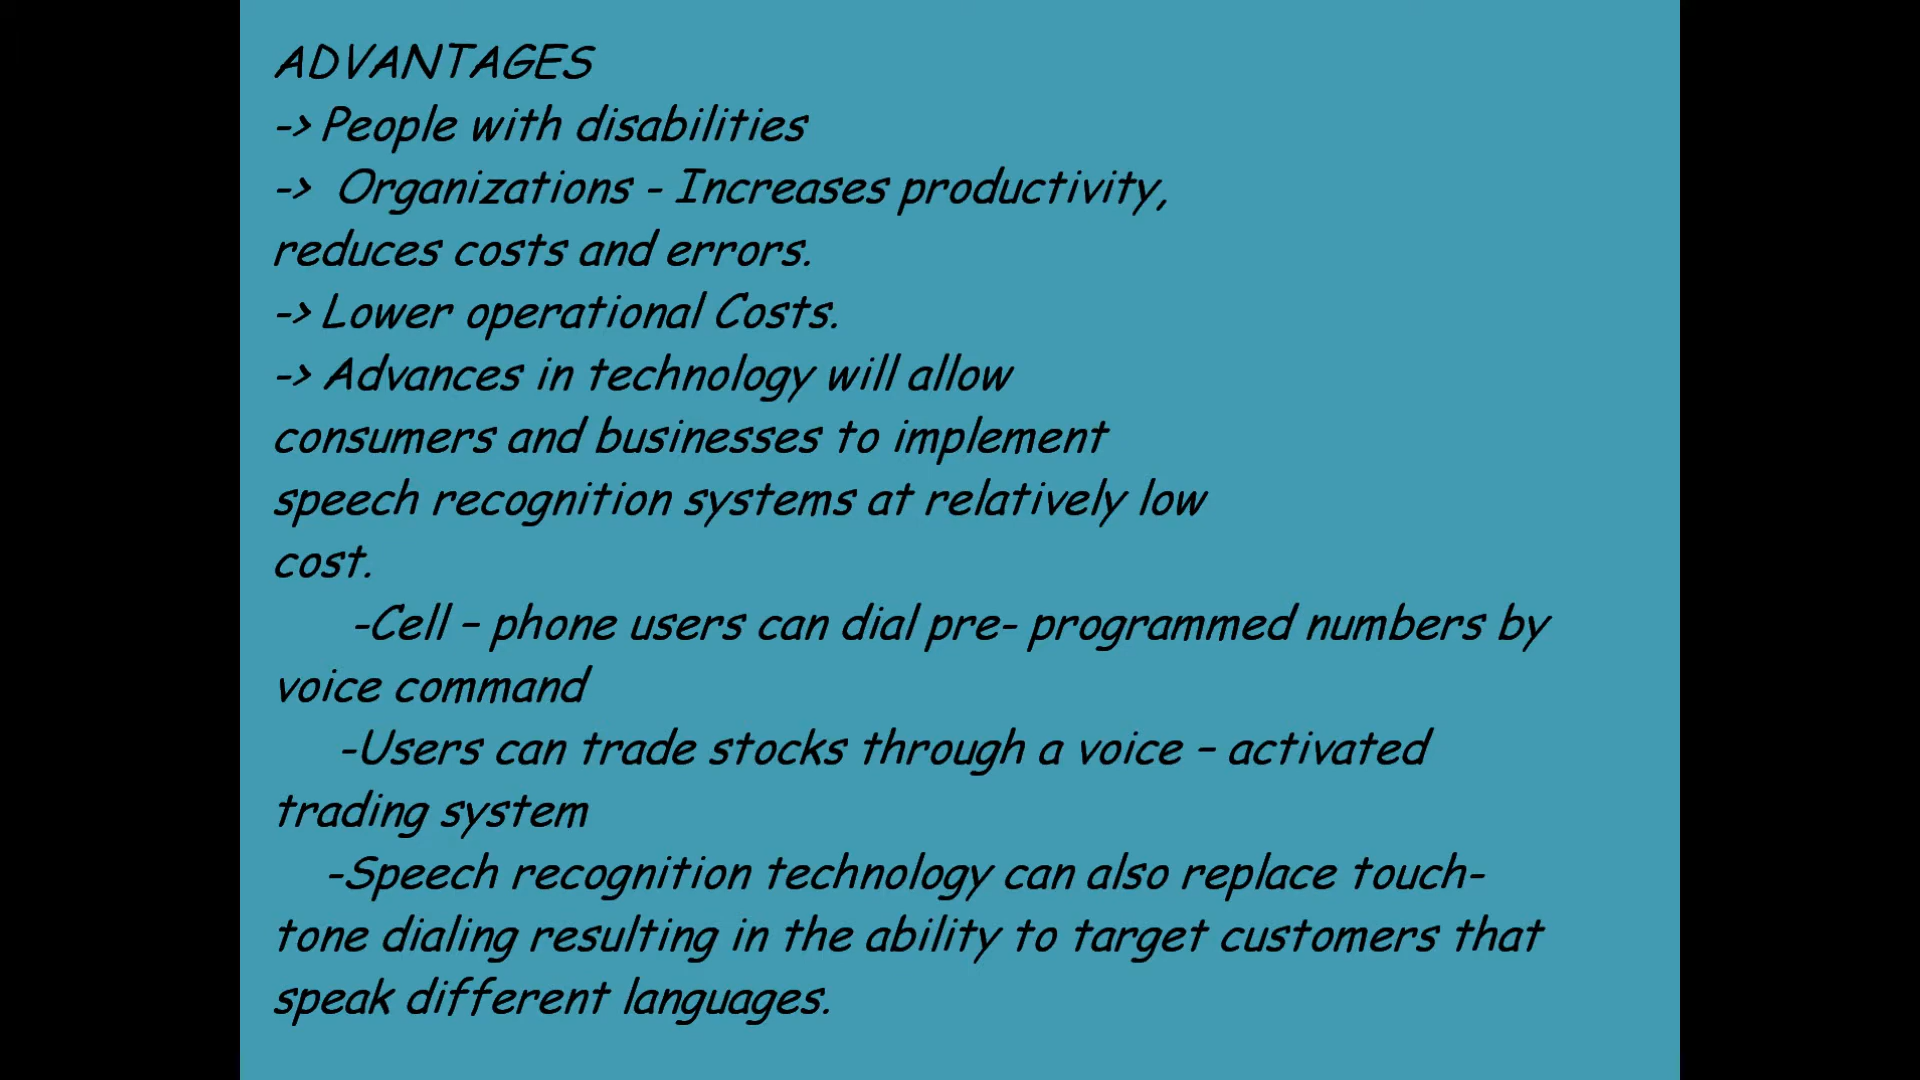 ADVANTAGES
-> People with disabilities
-> Organizations - Increases productivity,
reduces costs and errors.
-> Lower operational Costs.
-> Advances in technology will allow
consumers and businesses to implement
speech recognition systems at relatively low
cost.
-Cell – phone users can dial pre- programmed numbers by
voice command
-Users can trade stocks through a voice – activated
trading system
-Speech recognition technology can also replace touch-
tone dialing resulting in the ability to target customers that
speak different languages.